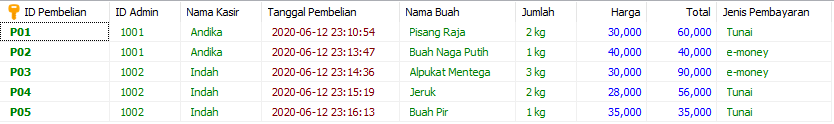 ID Pembelian ID Admin Nama Kasir Tanggal Pembelian Nama Buah Jumlah Harga Total Jenis Pembayaran
P01 1001 Andika 2020-06-12 23:10:54 Pisang Raja 2 kg 30,000 60,000 Tunai
P02 1001 Andika 2020-06-12 23:13:47 Buah Naga Putih 1 kg 40,000 40,000 e-money
P03 1002 Indah 2020-06-12 23:14:36 Alpukat Mentega 3 kg 30,000 90,000 e-money
P04 1002 Indah 2020-06-12 23:15:19 Jeruk 2 kg 28,000 56,000 Tunai
P05 1002 Indah 2020-06-12 23:16:13 Buah Pir 1 kg 35,000 35,000 Tunai